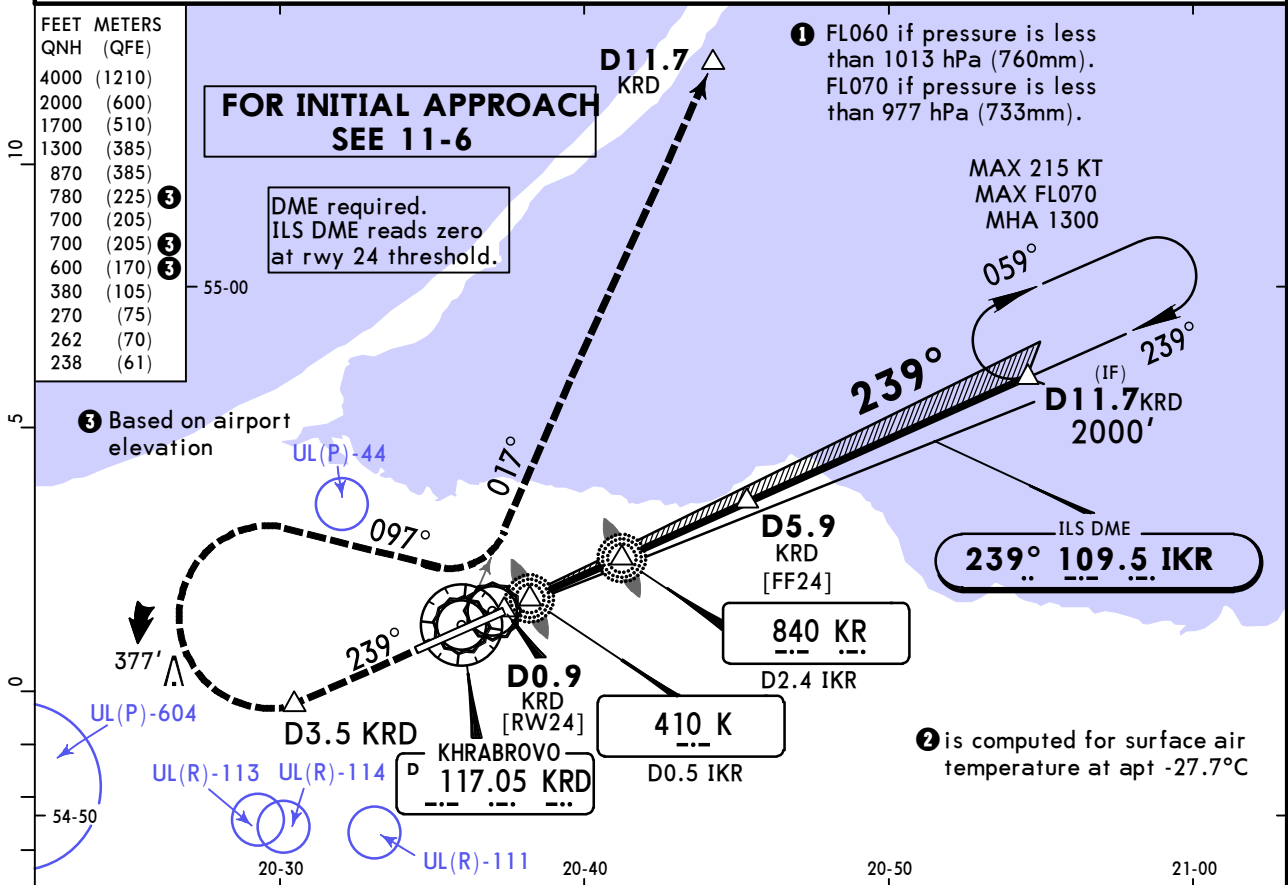 FEET METERS
QNH (QFE)
4000 (1210)
2000 (600)
1700 (510)
1300 (385)
870 (385)
780 (225) 3
700 (205)
700 (205) 3
600 (170) 3
380 (105)
270 (75)
262 (70)
238 (61)
FOR INITIAL APPROACH
SEE 11-6
DME required.
ILS DME reads zero
at rwy 24 threshold.
D11.7
KRD
1 FL060 if pressure is less
than 1013 hPa (760mm).
FL070 if pressure is less
than 977 hPa (733mm).
MAX 215 KT
MAX FL070
MHA 1300
059°
239°
239°
(IF)
D11.7 KRD
2000'
10
55-00
5
3 Based on airport
elevation
UL(P)-44
017°
097°
D5.9
KRD
[FF24]
ILS DME
239° 109.5 IKR
840 KR
D2.4 IKR
377'
239°
D0.9
KRD
[RW24]
410 K
D0.5 IKR
0
UL(P)-604
D3.5 KRD
KHRABROVO
D 117.05 KRD
2 is computed for surface air
temperature at apt -27.7°C
UL(R)-113
UL(R)-114
54-50
UL(R)-111
20-30
20-40
20-50
21-00